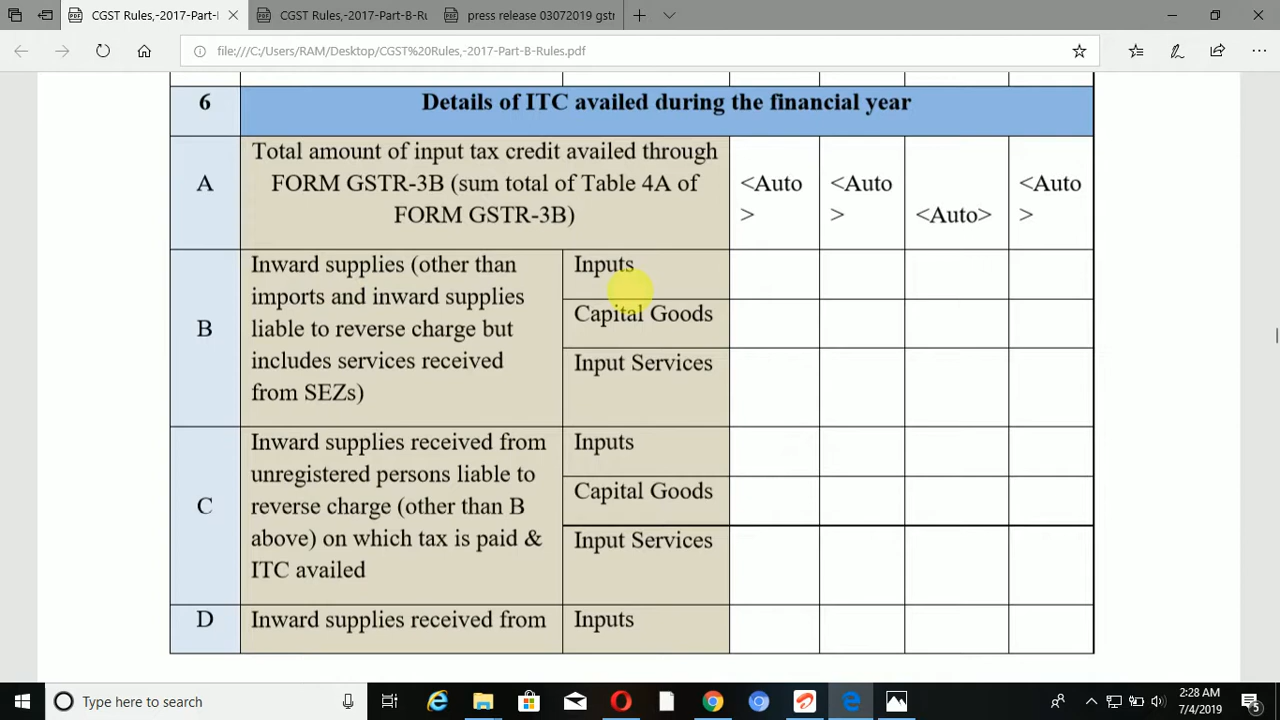 CGST Rules,-2017-Part-I
CGST Rules,-2017-Part-B-Ru
press release 03072019 gstr
file:///C:/Users/RAM/Desktop/CGST%20Rules,-2017-Part-B-Rules.pdf
6
Details of ITC availed during the financial year
A
Total amount of input tax credit availed through
FORM GSTR-3B (sum total of Table 4A of
FORM GSTR-3B)
<Auto
>
<Auto
>
<Auto>
<Auto
>
B
Inward supplies (other than
imports and inward supplies
liable to reverse charge but
includes services received
from SEZs)
Inputs
Capital Goods
Input Services
C
Inward supplies received from
unregistered persons liable to
reverse charge (other than B
above) on which tax is paid &
ITC availed
Inputs
Capital Goods
Input Services
D
Inward supplies received from
Inputs
Type here to search
2:28 AM
7/4/2019
5